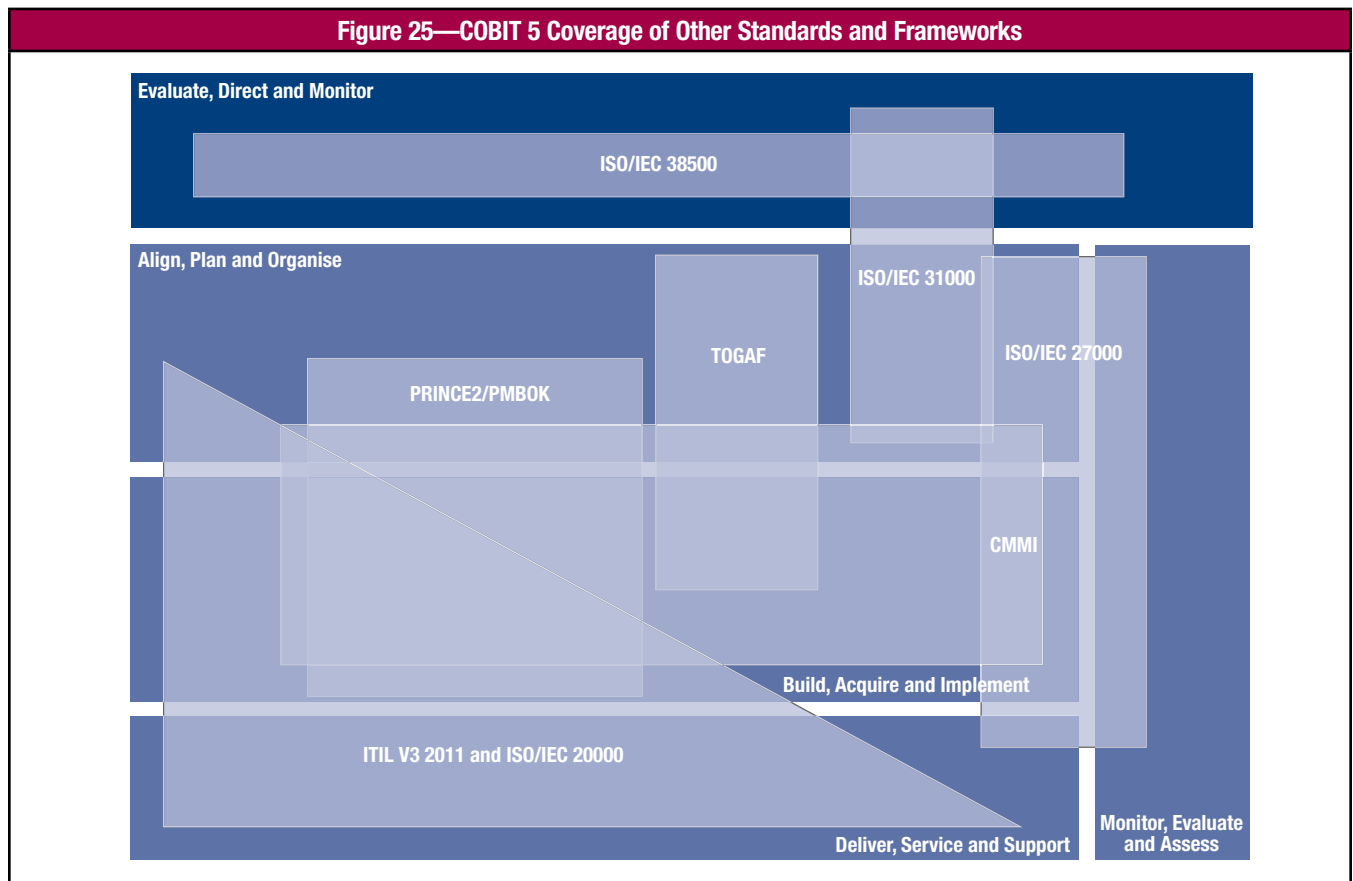 Figure 25—COBIT 5 Coverage of Other Standards and Frameworks
Evaluate, Direct and Monitor
ISO/IEC 38500
Align, Plan and Organise
ISO/IEC 31000
ISO/IEC 27000
TOGAF
PRINCE2/PMBOK
CMMI
Build, Acquire and Implement
ITIL V3 2011 and ISO/IEC 20000
Deliver, Service and Support
Monitor, Evaluate
and Assess